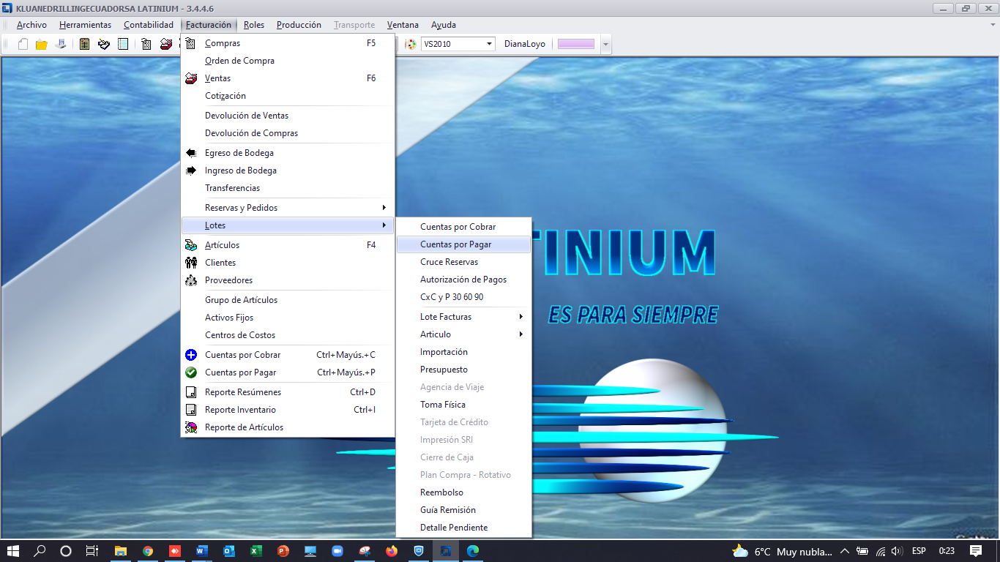 KLUANEDRILLINGECUADORSA LATINIUM - 3.4.4.6
Archivo Herramientas Contabilidad Facturación Roles Producción Transporte Ventana Ayuda
VS2010 DianaLoyo
Compras F5
Orden de Compra
Ventas F6
Cotización
Devolución de Ventas
Devolución de Compras
Egreso de Bodega
Ingreso de Bodega
Transferencias
Reservas y Pedidos
Lotes
Artículos F4
Clientes
Proveedores
Grupo de Artículos
Activos Fijos
Centros de Costos
Cuentas por Cobrar Ctrl+Mayús.+C
Cuentas por Pagar Ctrl+Mayús.+P
Reporte Resúmenes Ctrl+D
Reporte Inventario Ctrl+I
Reporte de Artículos
Cuentas por Cobrar
Cuentas por Pagar
Cruce Reservas
Autorización de Pagos
CxC y P 30 60 90
Lote Facturas
Articulo
Importación
Presupuesto
Agencia de Viaje
Toma Física
Tarjeta de Crédito
Impresión SRI
Cierre de Caja
Plan Compra - Rotativo
Reembolso
Guía Remisión
Detalle Pendiente
TINIUM
ES PARA SIEMPRE
6°C Muy nubla... ESP 0:23